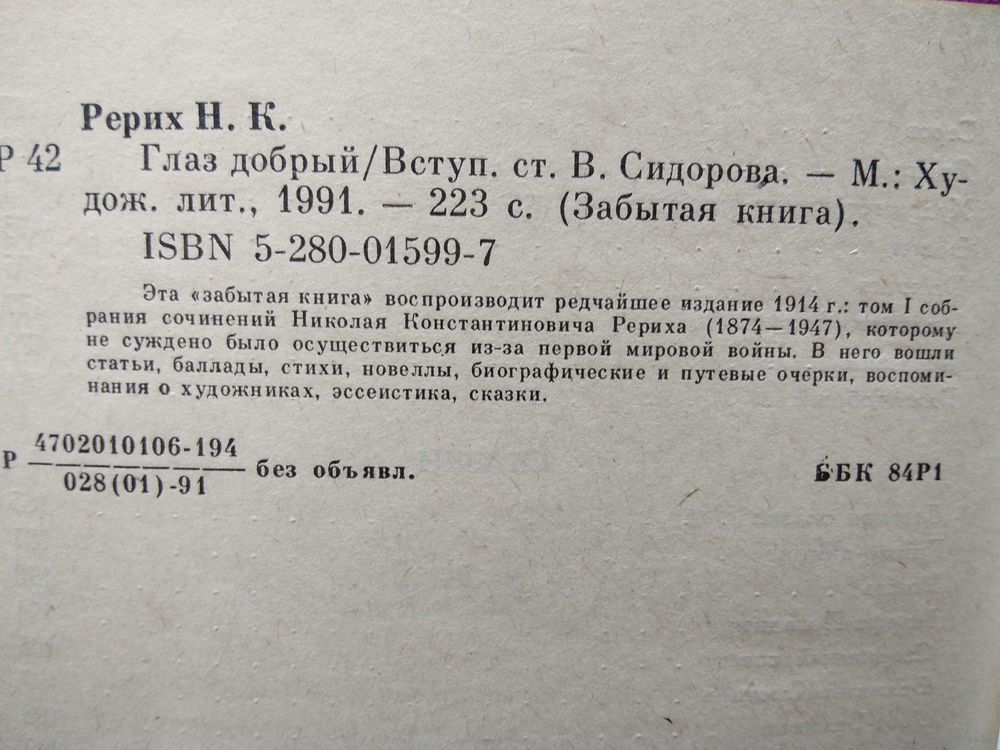 Рерих Н. К.
Р 42 Глаз добрый/Вступ. ст. В. Сидорова. — М.: Ху-
дож. лит., 1991. — 223 с. (Забытая книга).
ISBN 5-280-01599-7
Эта «забытая книга» воспроизводит редчайшее издание 1914 г.: том I соб-
рания сочинений Николая Константиновича Рериха (1874—1947), которому
не суждено было осуществиться из-за первой мировой войны. В него вошли
статьи, баллады, стихи, новеллы, биографические и путевые очерки, воспоми-
нания о художниках, эссеистика, сказки.
Р 4702010106-194
028(01)-91 без объявл. ББК 84Р1